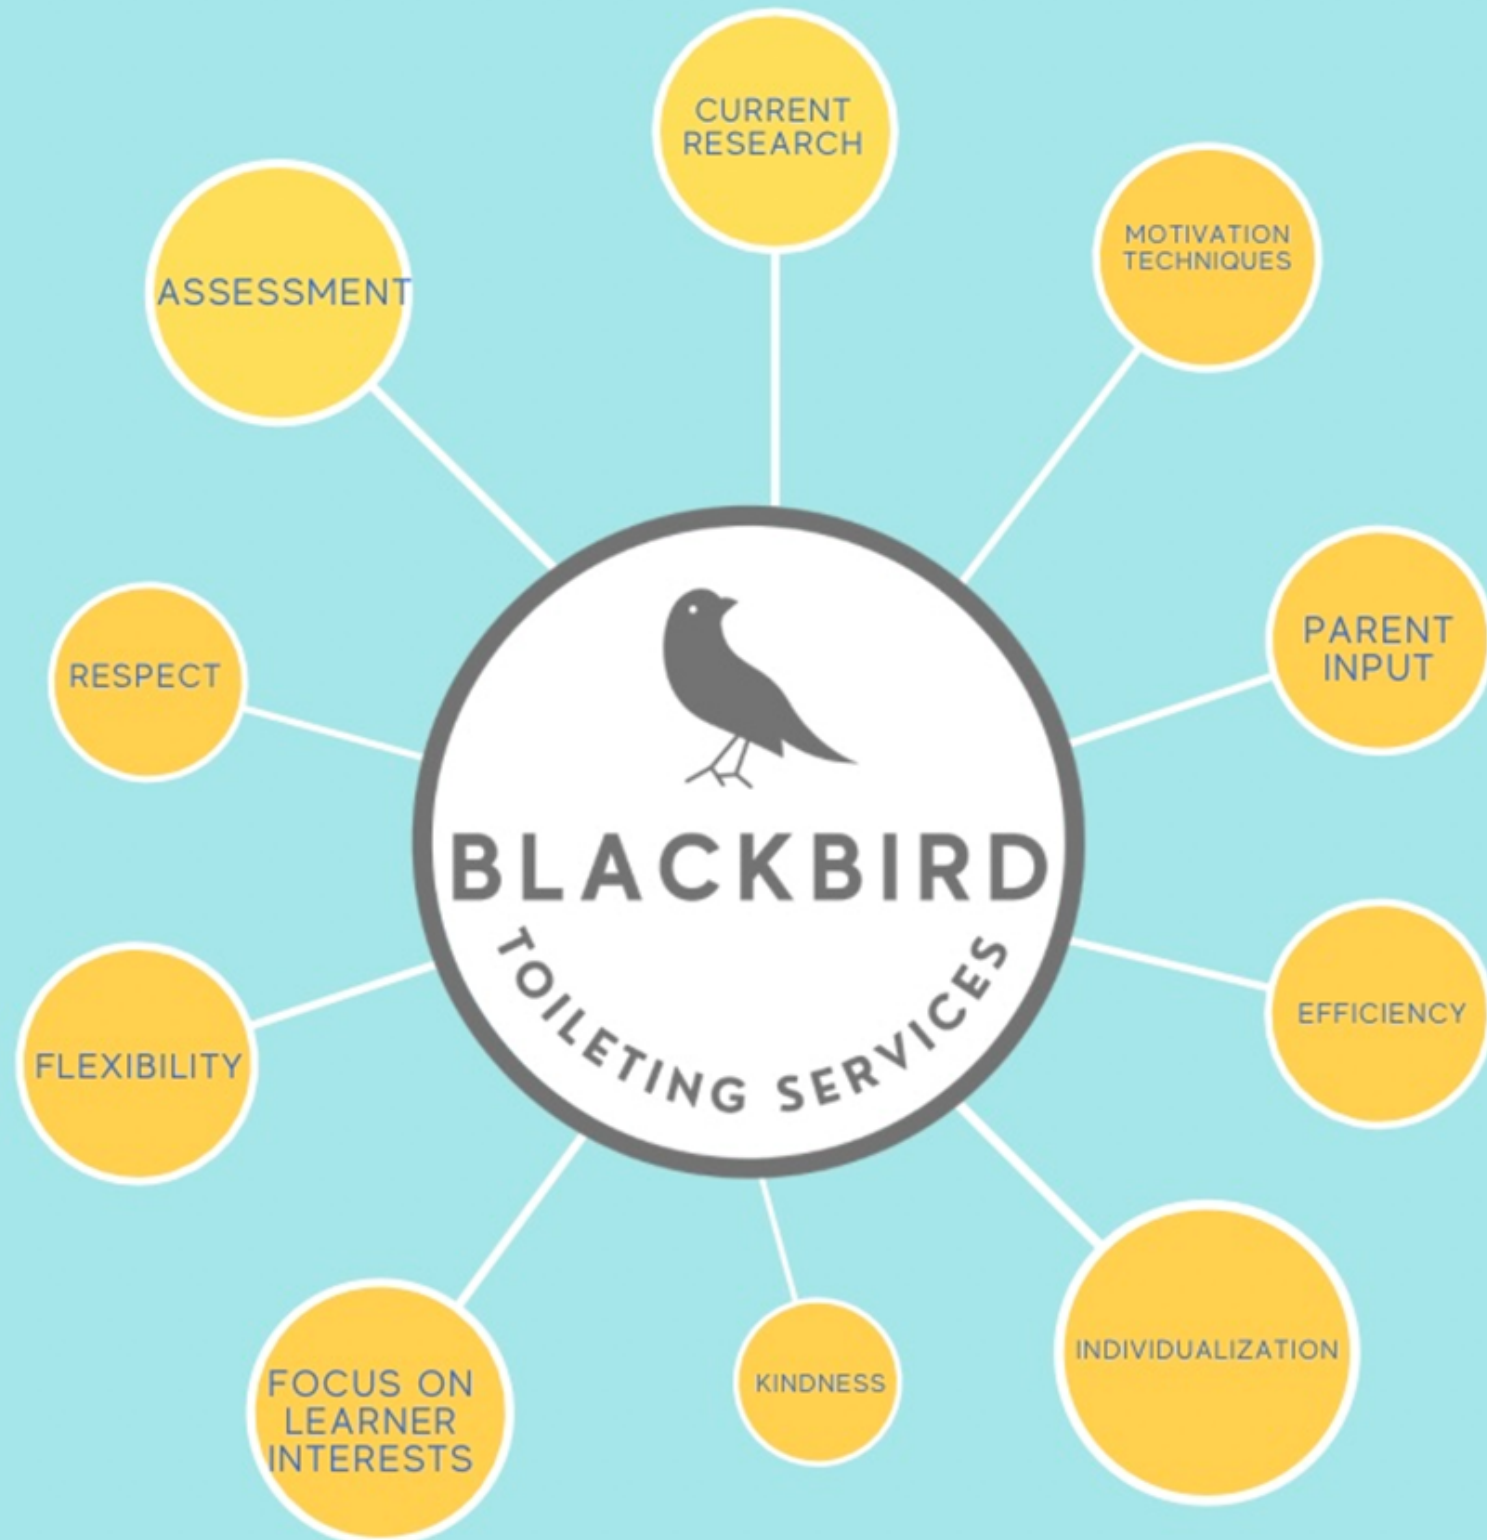 CURRENT
RESEARCH
MOTIVATION
TECHNIQUES
ASSESSMENT
PARENT
INPUT
RESPECT
BLACKBIRD
TOILETING SERVICES
EFFICIENCY
FLEXIBILITY
INDIVIDUALIZATION
KINDNESS
FOCUS ON
LEARNER
INTERESTS